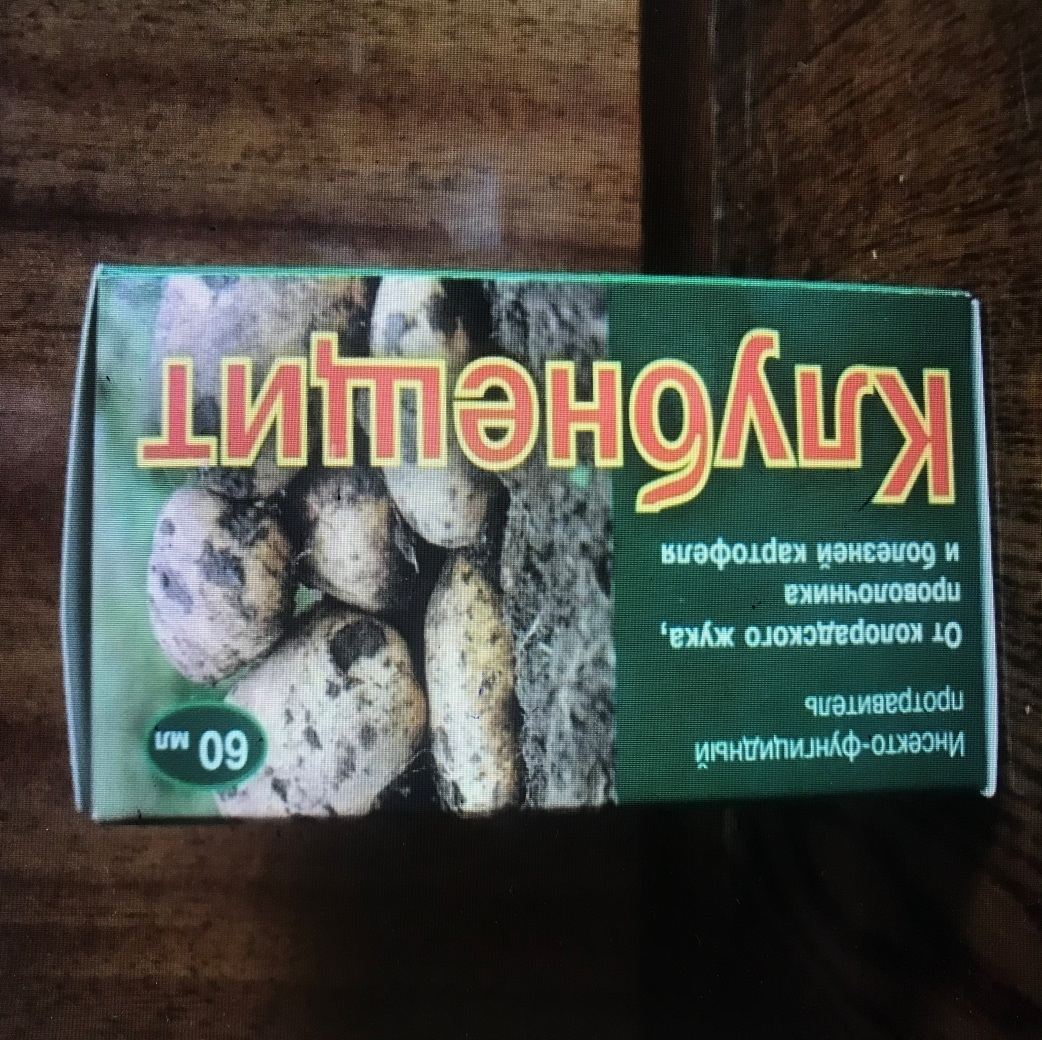 Инсекто-фунгицидный
протравитель
От колорадского жука,
проволочника
и болезней картофеля
Клубнещит
60 мл